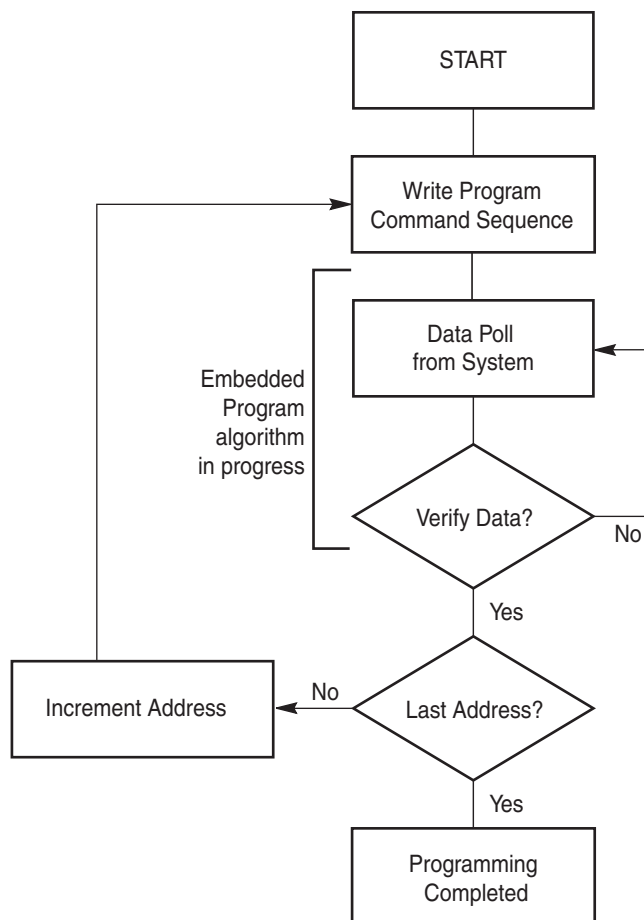 START
Write Program
Command Sequence
Data Poll
from System
Embedded
Program
algorithm
in progress
Verify Data?
No
Yes
Last Address?
No
Increment Address
Yes
Programming
Completed